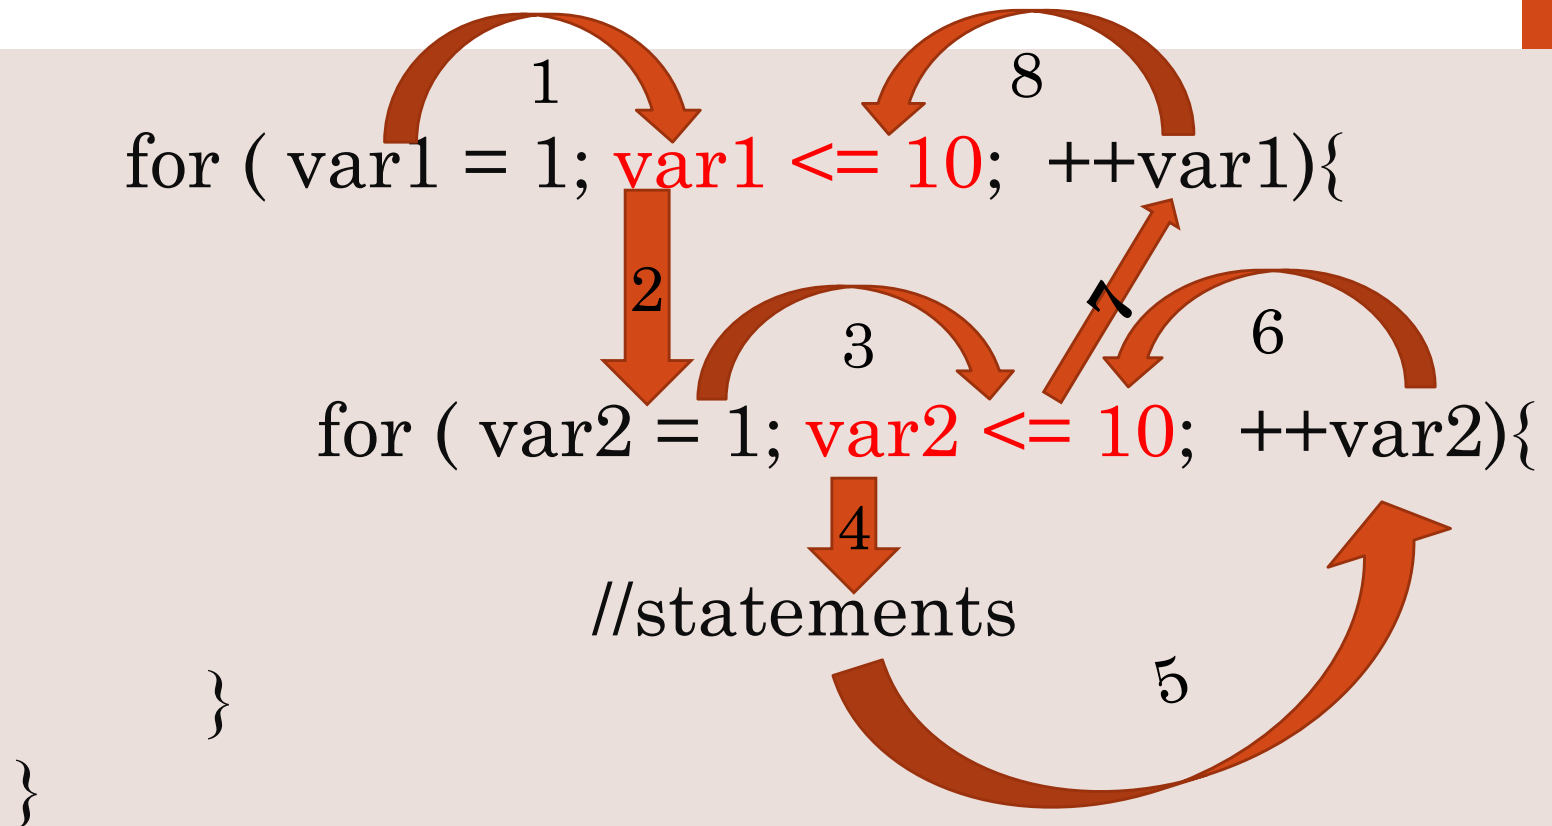 1 8
for ( var1 = 1; var1 <= 10; ++var1){
2 3 7 6
for ( var2 = 1; var2 <= 10; ++var2){
4
//statements
5
}
}